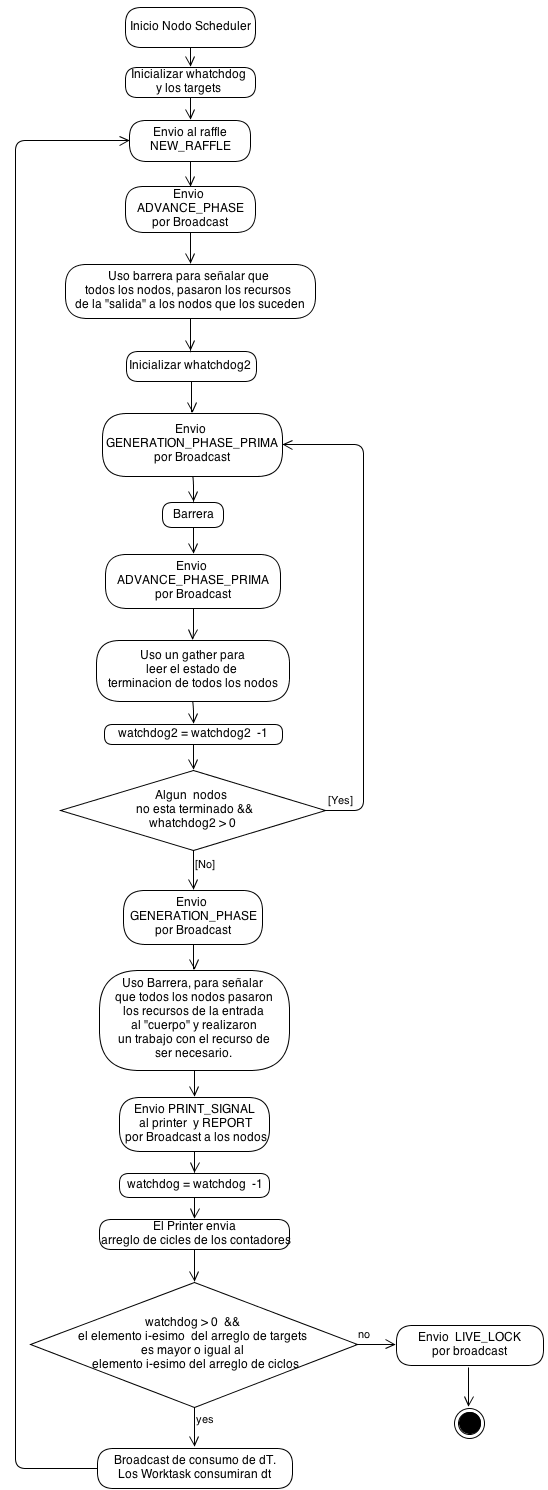 Inicio Nodo Scheduler
Inicializar whatchdog
y los targets
Envio al raffle
NEW_RAFFLE
Envio
ADVANCE_PHASE
por Broadcast
Uso barrera para señalar que
todos los nodos, pasaron los recursos
de la "salida" a los nodos que los suceden
Inicializar whatchdog2
Envio
GENERATION_PHASE_PRIMA
por Broadcast
Barrera
Envio
ADVANCE_PHASE_PRIMA
por Broadcast
Uso un gather para
leer el estado de
terminacion de todos los nodos
watchdog2 = watchdog2 -1
Algun nodos
no esta terminado &&
whatchdog2 > 0
[Yes]
[No]
Envio
GENERATION_PHASE
por Broadcast
Uso Barrera, para señalar
que todos los nodos pasaron
los recursos de la entrada
al "cuerpo" y realizaron
un trabajo con el recurso de
ser necesario.
Envio PRINT_SIGNAL
al printer y REPORT
por Broadcast a los nodos
watchdog = watchdog -1
El Printer envia
arreglo de cicles de los contadores
watchdog > 0 &&
el elemento i-esimo del arreglo de targets
es mayor o igual al
elemento i-esimo del arreglo de ciclos
no
Envio LIVE_LOCK
por broadcast
yes
Broadcast de consumo de dT.
Los Worktask consumiran dt